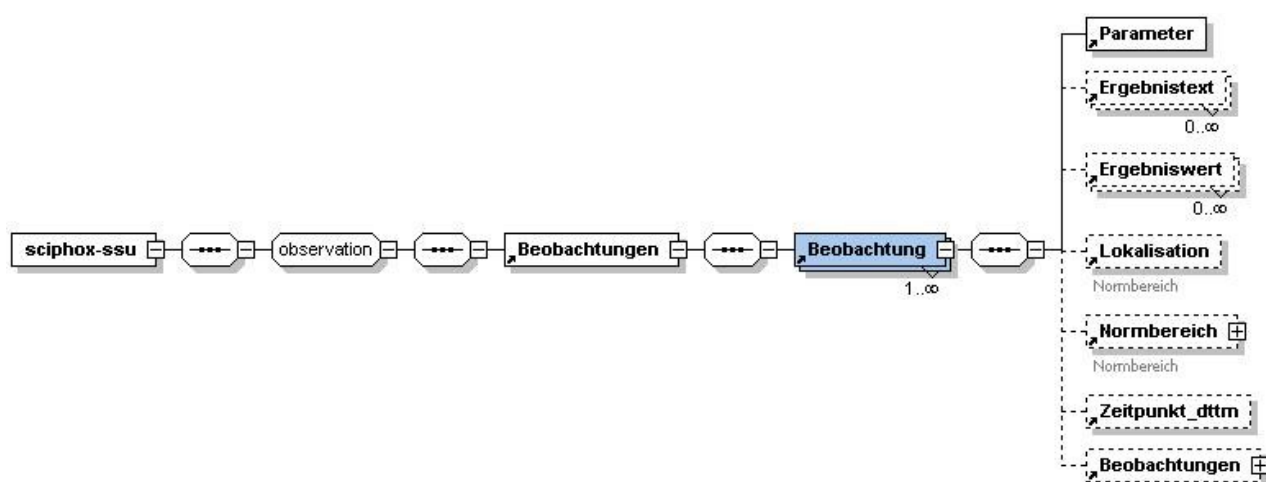 Parameter
Ergebnistext
0..∞
Ergebniswert
0..∞
sciphox-ssu
observation
Beobachtungen
Beobachtung
1..∞
Lokalisation
Normbereich
Normbereich
Normbereich
Zeitpunkt_dttm
Beobachtungen